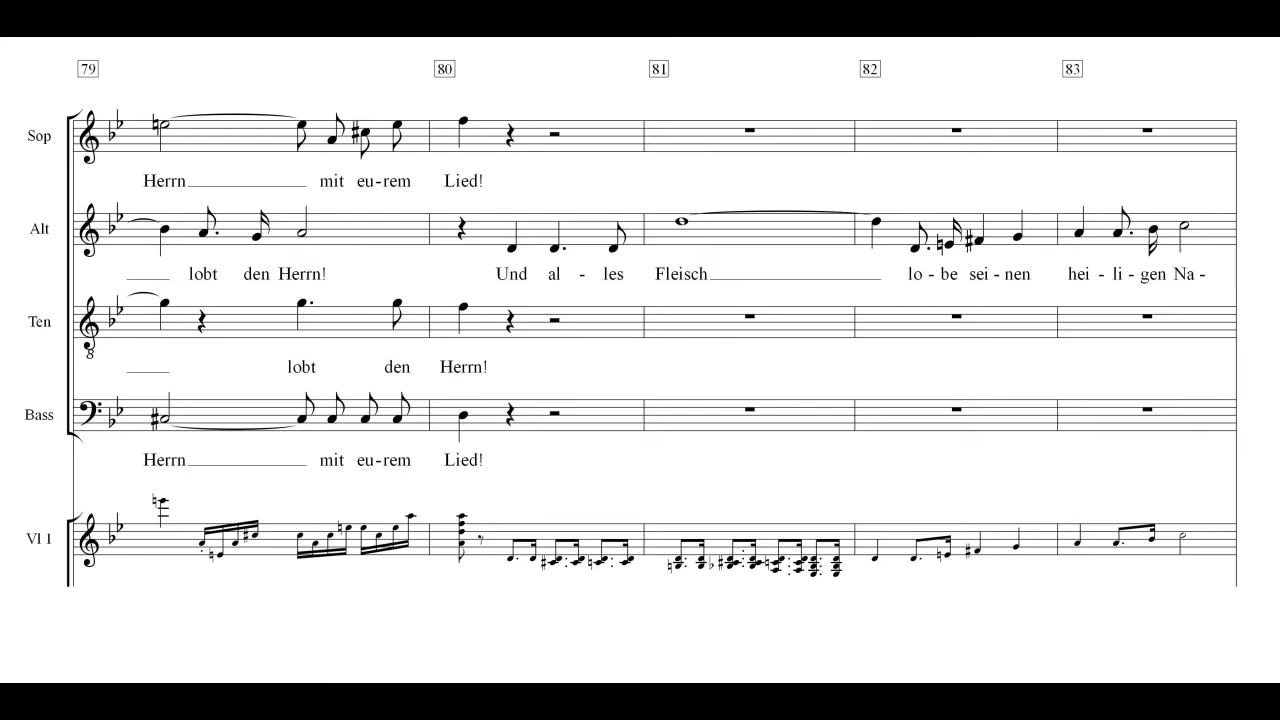 79 80 81 82 83
Sop
Herrn mit eu-rem Lied!
Alt
lobt den Herrn! Und al - les Fleisch lo - be sei - nen hei - li - gen Na -
Ten
8
lobt den Herrn!
Bass
Herrn mit eu-rem Lied!
Vl 1